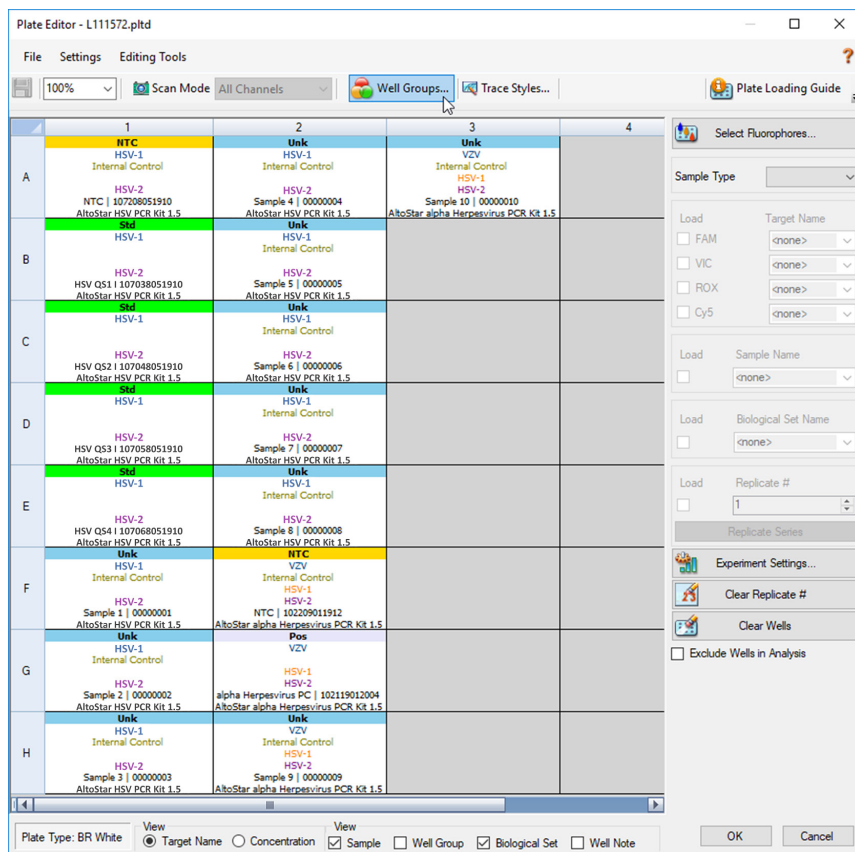 Plate Editor - L111572.pltd
File Settings Editing Tools ?
100% Scan Mode All Channels Well Groups... Trace Styles... Plate Loading Guide
1 2 3 4
A
NTC
HSV-1
Internal Control
HSV-2
NTC | 107208051910
AltoStar HSV PCR Kit 1.5
Unk
HSV-1
Internal Control
HSV-2
Sample 4 | 00000004
AltoStar HSV PCR Kit 1.5
Unk
VZV
Internal Control
HSV-1
HSV-2
Sample 10 | 00000010
AltoStar alpha Herpesvirus PCR Kit 1.5
B
Std
HSV-1
HSV-2
HSV QS1 I 107038051910
AltoStar HSV PCR Kit 1.5
Unk
HSV-1
Internal Control
HSV-2
Sample 5 | 00000005
AltoStar HSV PCR Kit 1.5
C
Std
HSV-1
HSV-2
HSV QS2 I 107048051910
AltoStar HSV PCR Kit 1.5
Unk
HSV-1
Internal Control
HSV-2
Sample 6 | 00000006
AltoStar HSV PCR Kit 1.5
D
Std
HSV-1
HSV-2
HSV QS3 I 107058051910
AltoStar HSV PCR Kit 1.5
Unk
HSV-1
Internal Control
HSV-2
Sample 7 | 00000007
AltoStar HSV PCR Kit 1.5
E
Std
HSV-1
HSV-2
HSV QS4 I 107068051910
AltoStar HSV PCR Kit 1.5
Unk
HSV-1
Internal Control
HSV-2
Sample 8 | 00000008
AltoStar HSV PCR Kit 1.5
F
Unk
HSV-1
Internal Control
HSV-2
Sample 1 | 00000001
AltoStar HSV PCR Kit 1.5
NTC
VZV
Internal Control
HSV-1
HSV-2
NTC | 102209011912
AltoStar alpha Herpesvirus PCR Kit 1.5
G
Unk
HSV-1
Internal Control
HSV-2
Sample 2 | 00000002
AltoStar HSV PCR Kit 1.5
Pos
VZV
HSV-1
HSV-2
alpha Herpesvirus PC | 102119012004
AltoStar alpha Herpesvirus PCR Kit 1.5
H
Unk
HSV-1
Internal Control
HSV-2
Sample 3 | 00000003
AltoStar HSV PCR Kit 1.5
Unk
VZV
Internal Control
HSV-1
HSV-2
Sample 9 | 00000009
AltoStar alpha Herpesvirus PCR Kit 1.5
Select Fluorophores...
Sample Type
Load Target Name
FAM <none>
VIC <none>
ROX <none>
Cy5 <none>
Load Sample Name
<none>
Load Biological Set Name
<none>
Load Replicate #
1
Replicate Series
Experiment Settings...
Clear Replicate #
Clear Wells
Exclude Wells in Analysis
Plate Type: BR White
View
Target Name Concentration
View
Sample Well Group Biological Set Well Note
OK Cancel